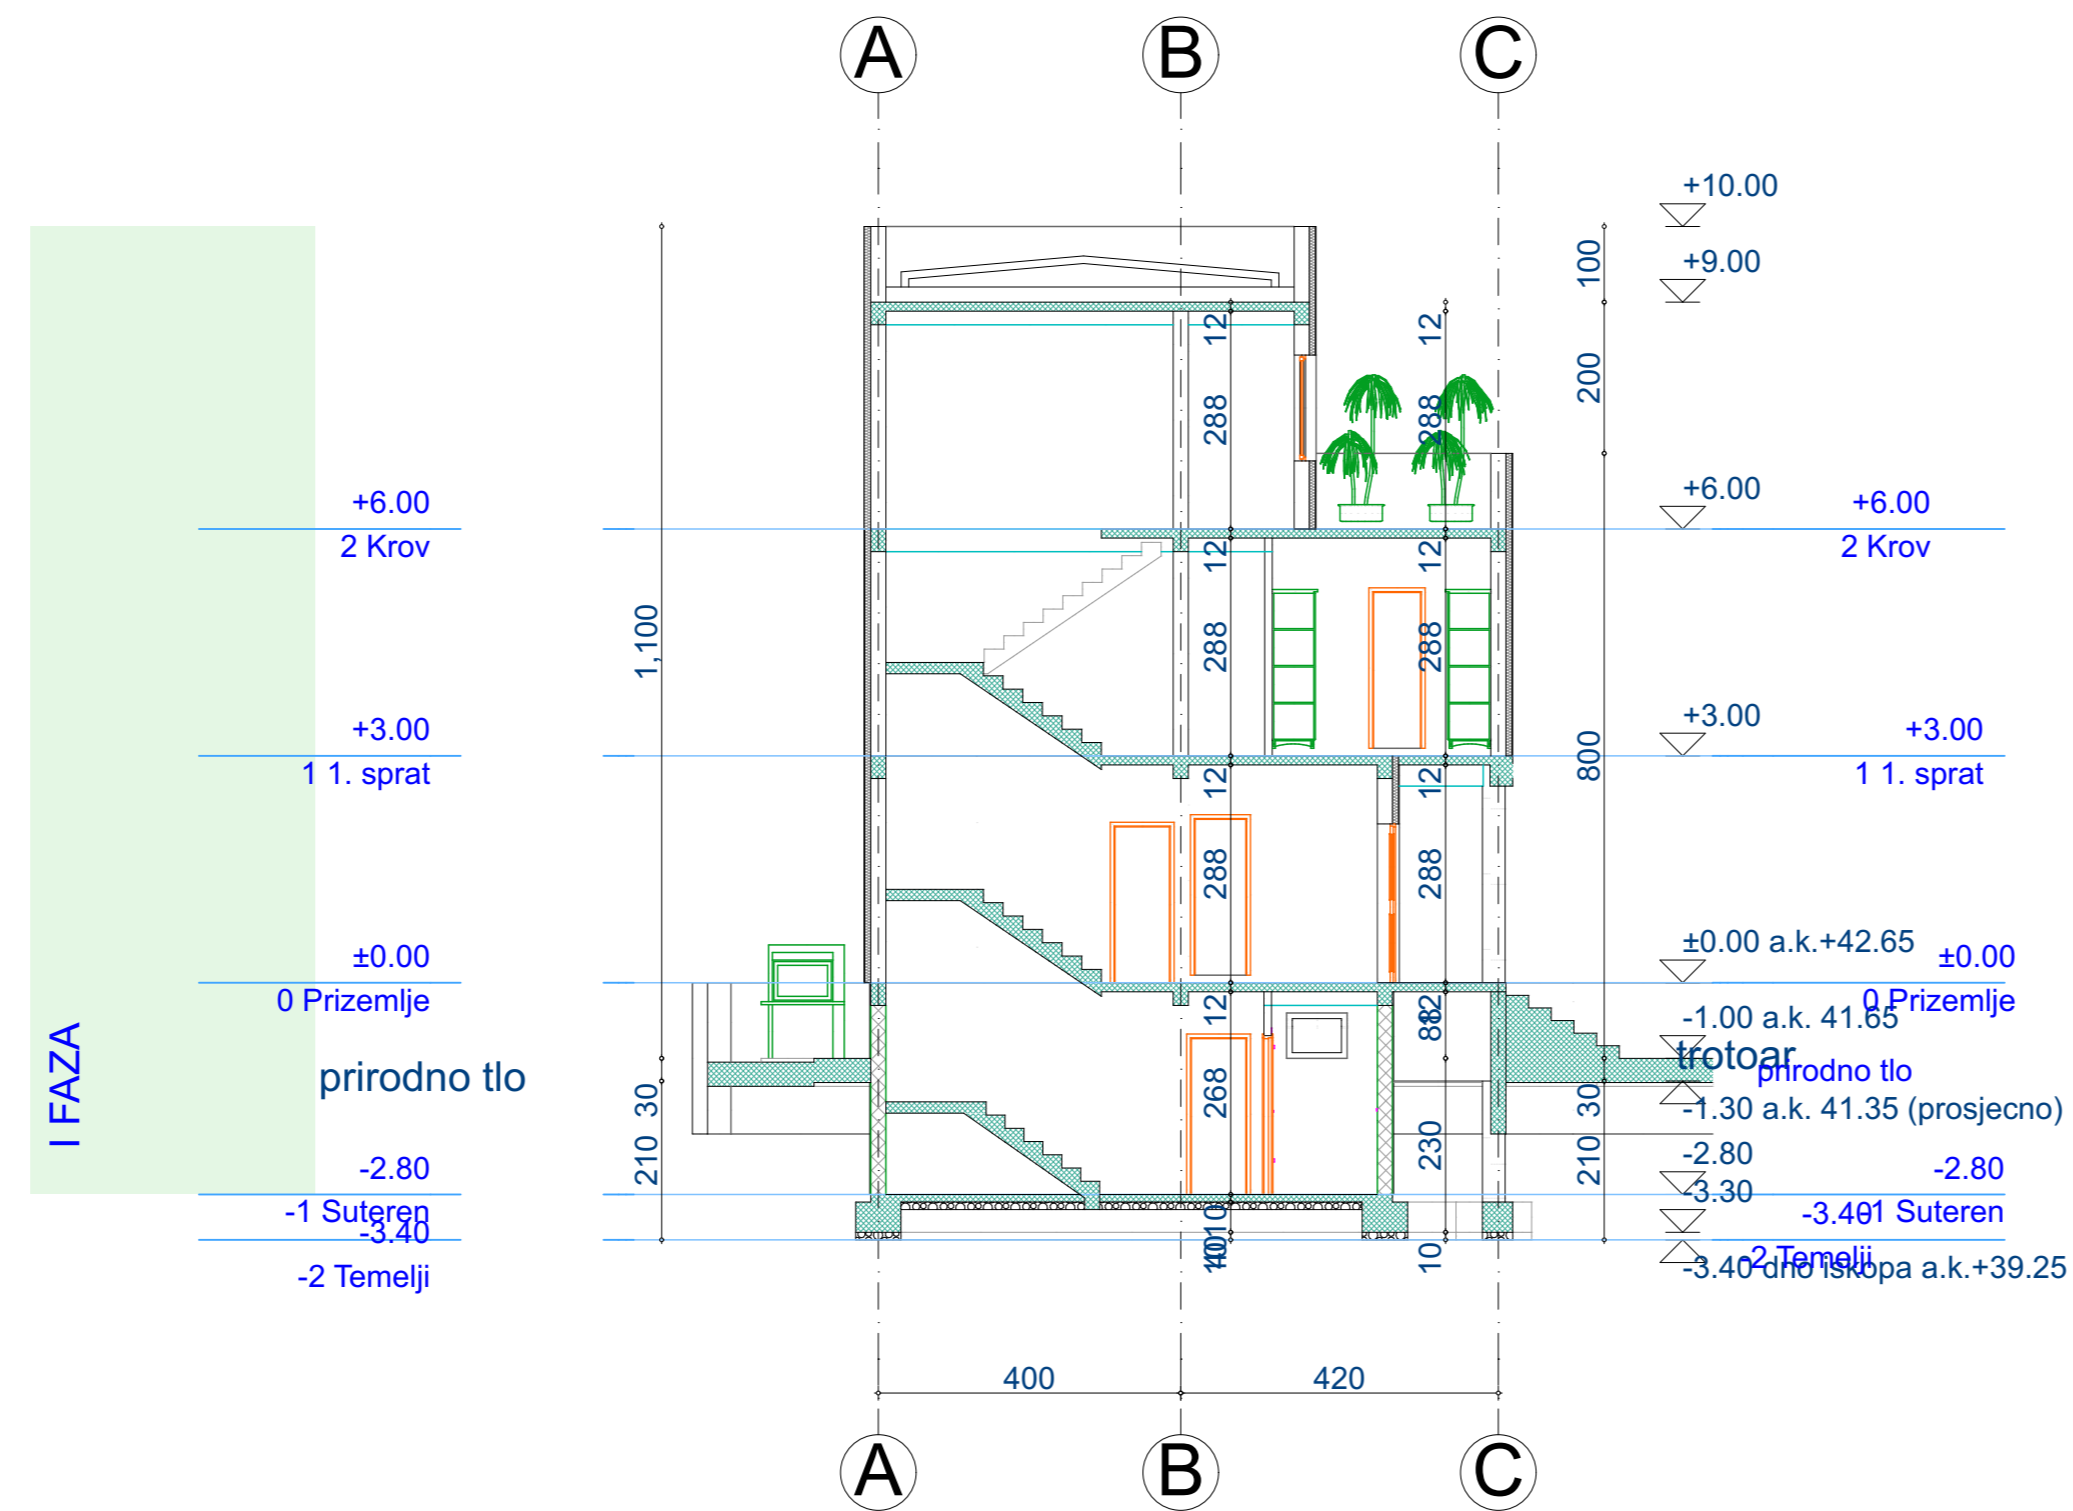 A B C
+10.00
+9.00
100
12 12
200
288 288
+6.00
2 Krov
+6.00
+6.00
2 Krov
12 12
1,100
288 288
+3.00
1 1. sprat
+3.00
+3.00
1 1. sprat
800
12 12
288 288
±0.00
0 Prizemlje
±0.00 a.k.+42.65
±0.00
0 Prizemlje
12
-1.00 a.k. 41.65
I FAZA
prirodno tlo
trotoar
prirodno tlo
30 268 30
-1.30 a.k. 41.35 (prosjecno)
210 230 210
-2.80
-1 Suteren
-2.80
-2.80
-1 Suteren
-3.30
-3.40
-2 Temelji
-3.40
-2 Temelji
10 40 10
-3.40 dno iskopa a.k.+39.25
400 420
A B C